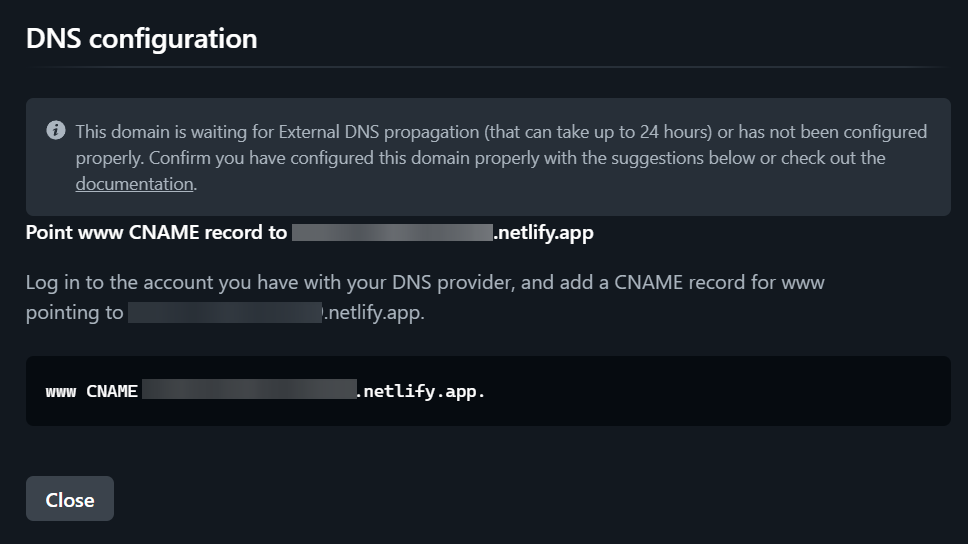 DNS configuration
This domain is waiting for External DNS propagation (that can take up to 24 hours) or has not been configured
properly. Confirm you have configured this domain properly with the suggestions below or check out the
documentation.
Point www CNAME record to .netlify.app
Log in to the account you have with your DNS provider, and add a CNAME record for www
pointing to .netlify.app.
www CNAME .netlify.app.
Close